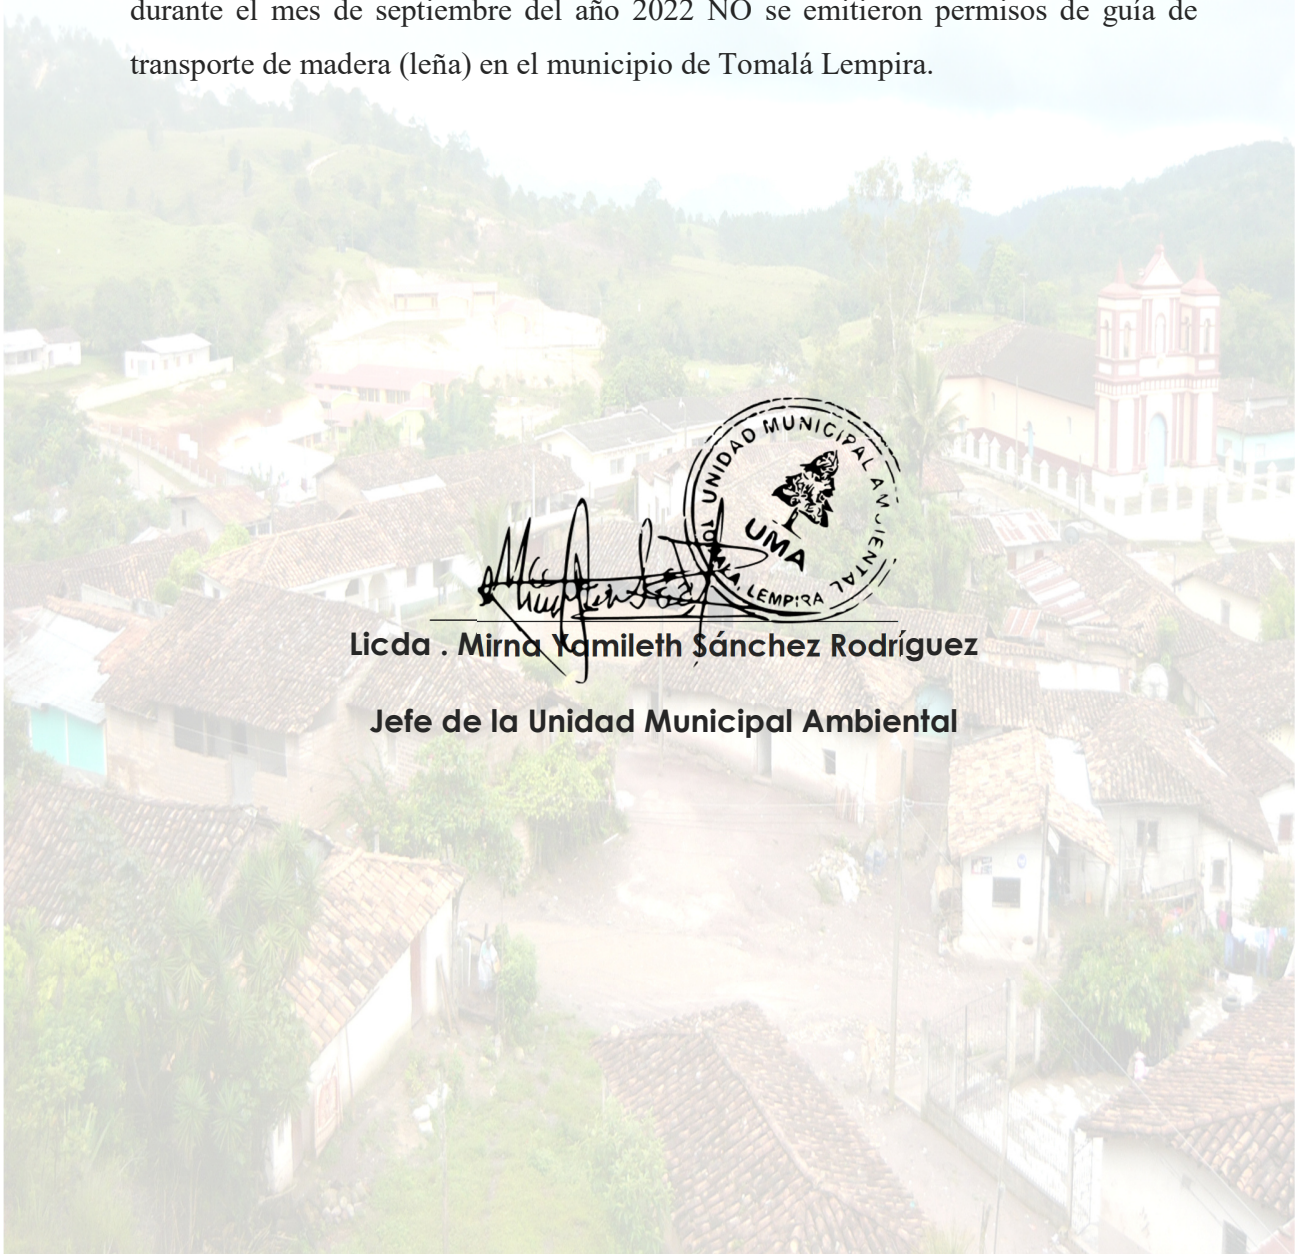 durante el mes de septiembre del año 2022 NO se emitieron permisos de guía de
transporte de madera (leña) en el municipio de Tomalá Lempira.
UNIDAD MUNICIPAL AMBIENTAL
UMA
TOMALA, LEMPIRA
Licda . Mirna Yamileth Sánchez Rodríguez
Jefe de la Unidad Municipal Ambiental